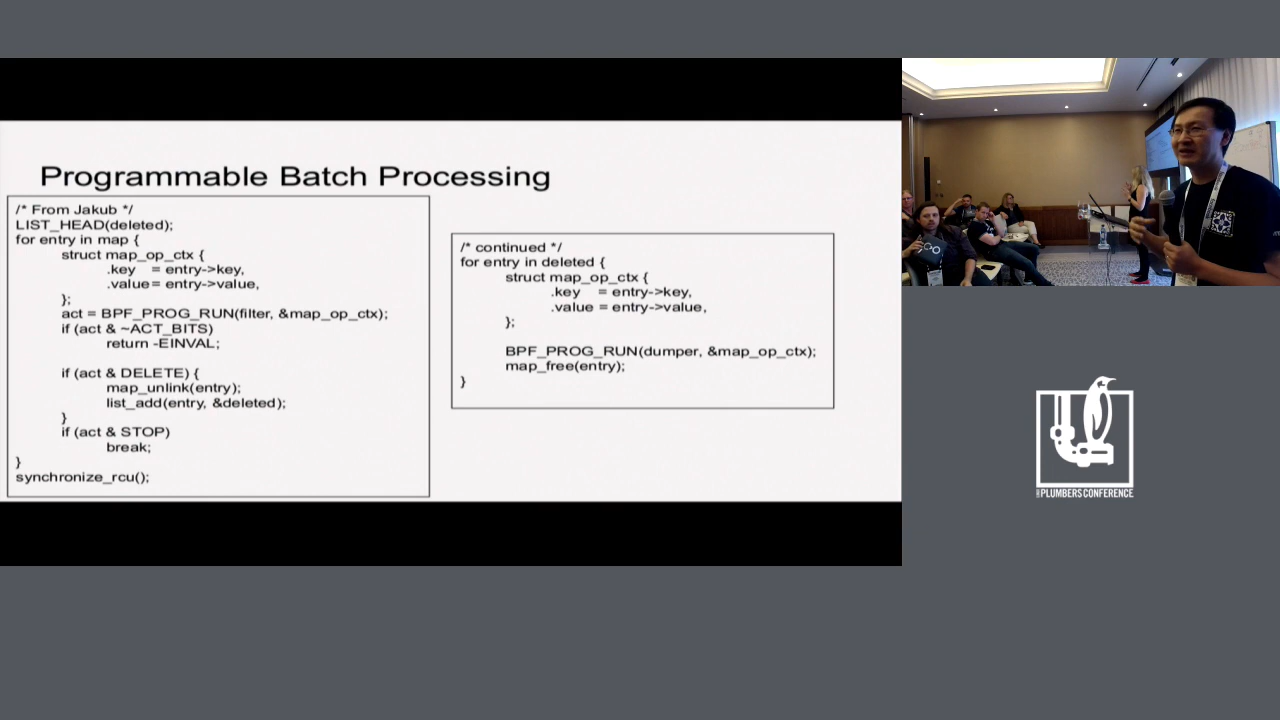 Programmable Batch Processing
/* From Jakub */
LIST_HEAD(deleted);
for entry in map {
struct map_op_ctx {
.key = entry->key,
.value= entry->value,
};
act = BPF_PROG_RUN(filter, &map_op_ctx);
if (act & ~ACT_BITS)
return -EINVAL;
if (act & DELETE) {
map_unlink(entry);
list_add(entry, &deleted);
}
if (act & STOP)
break;
}
synchronize_rcu();
/* continued */
for entry in deleted {
struct map_op_ctx {
.key = entry->key,
.value = entry->value,
};
BPF_PROG_RUN(dumper, &map_op_ctx);
map_free(entry);
}
PLUMBERS CONFERENCE